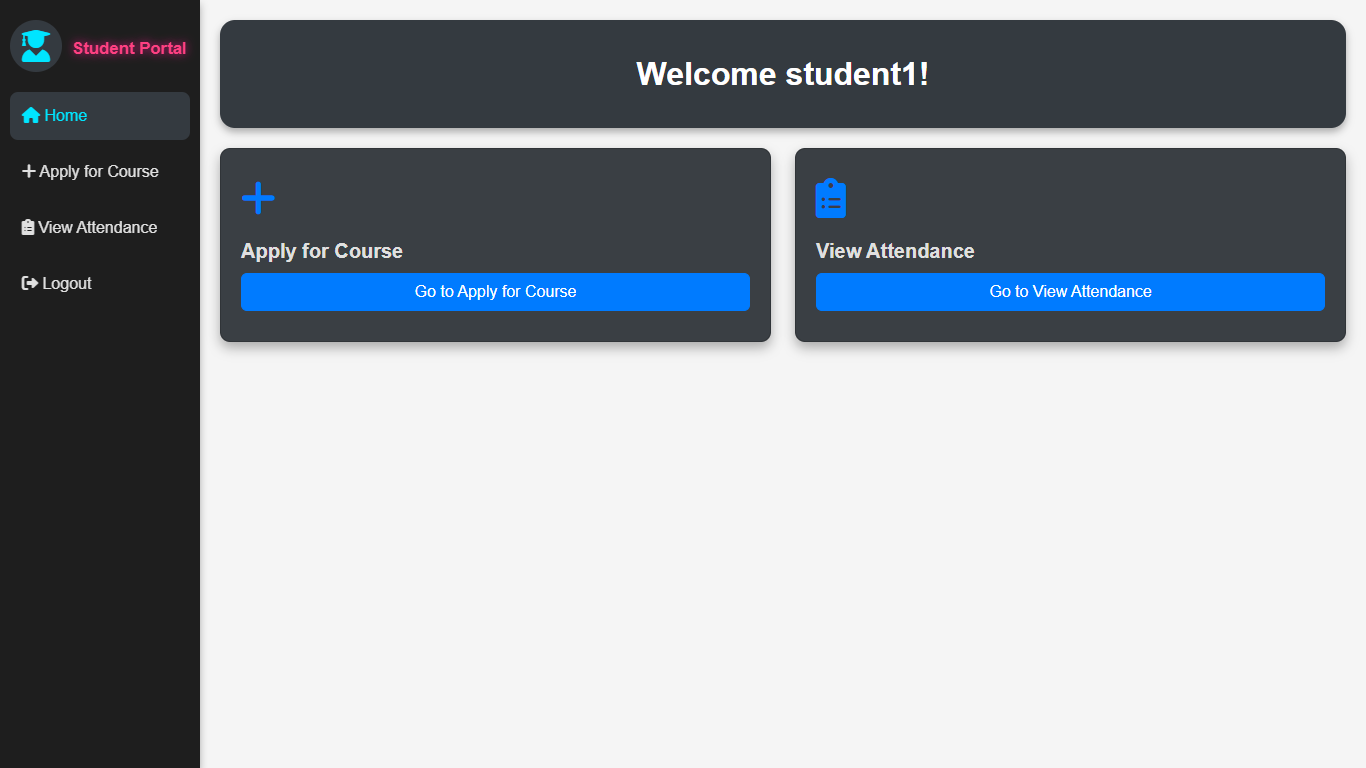 Student Portal
Home
Apply for Course
View Attendance
Logout
Welcome student1!
Apply for Course
Go to Apply for Course
View Attendance
Go to View Attendance